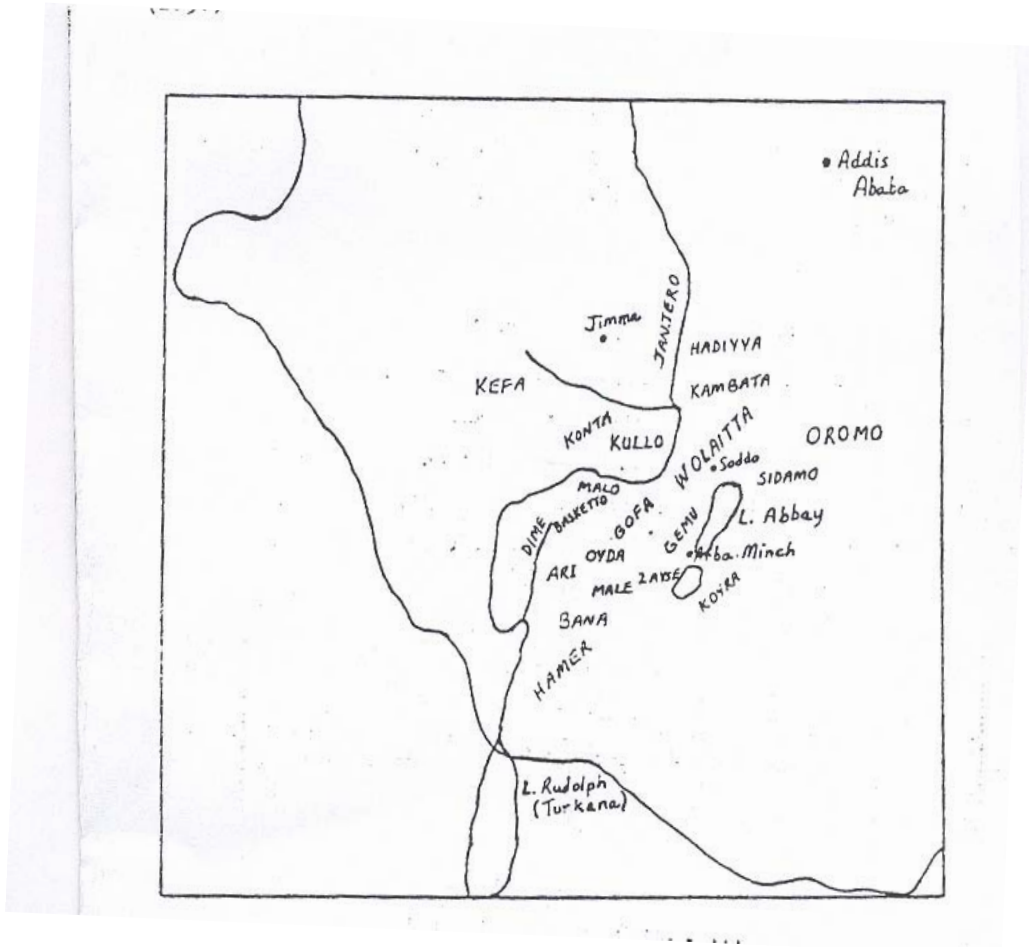 Addis
Abata
Jimma
JANJERO
HADIYYA
KEFA
KAMBATA
KONTA
KULLO
WOLAITTA
OROMO
Soddo
SIDAMO
MALO
BASKETTO
DIME
GOFA
GEMU
L. Abbay
ARI
OYDA
Arba.Minch
MALE
ZAYSE
KOYRA
BANA
HAMER
L. Rudolph
(Turkana)